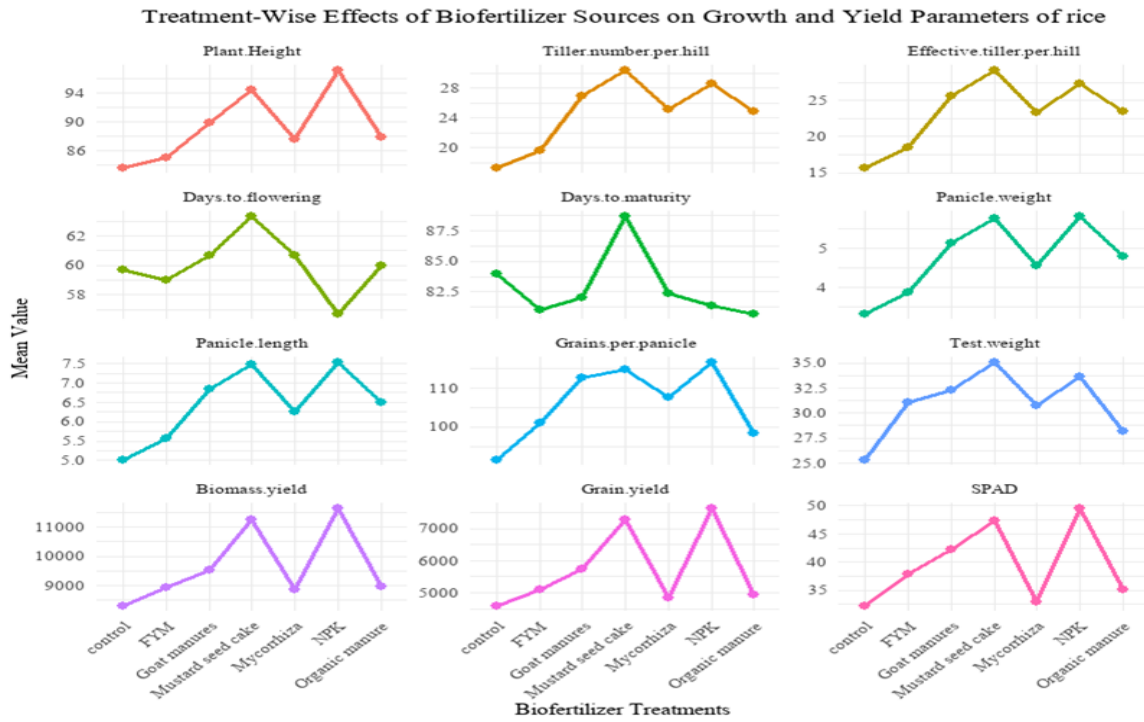 Treatment-Wise Effects of Biofertilizer Sources on Growth and Yield Parameters of rice
Plant.Height
Tiller.number.per.hill
Effective.tiller.per.hill
94
90
86
28
24
20
25
20
15
Days.to.flowering
Days.to.maturity
Panicle.weight
62
60
58
87.5
85.0
82.5
5
4
Mean Value
Panicle.length
Grains.per.panicle
Test.weight
7.5
7.0
6.5
6.0
5.5
5.0
110
100
35.0
32.5
30.0
27.5
25.0
Biomass.yield
Grain.yield
SPAD
11000
10000
9000
7000
6000
5000
50
45
40
35
control
FYM
Goat manures
Mustard seed cake
Mycorrhiza
NPK
Organic manure
control
FYM
Goat manures
Mustard seed cake
Mycorrhiza
NPK
Organic manure
control
FYM
Goat manures
Mustard seed cake
Mycorrhiza
NPK
Organic manure
Biofertilizer Treatments